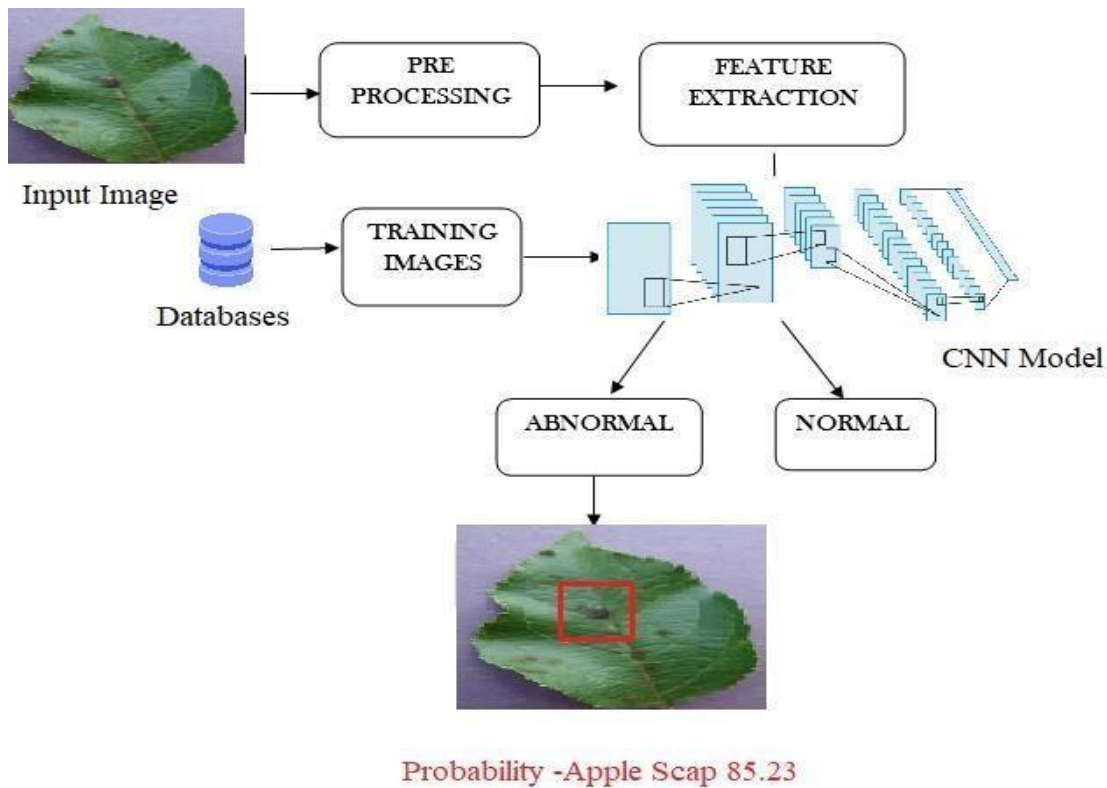 PRE
PROCESSING
FEATURE
EXTRACTION
Input Image
TRAINING
IMAGES
Databases
CNN Model
ABNORMAL
NORMAL
Probability -Apple Scap 85.23